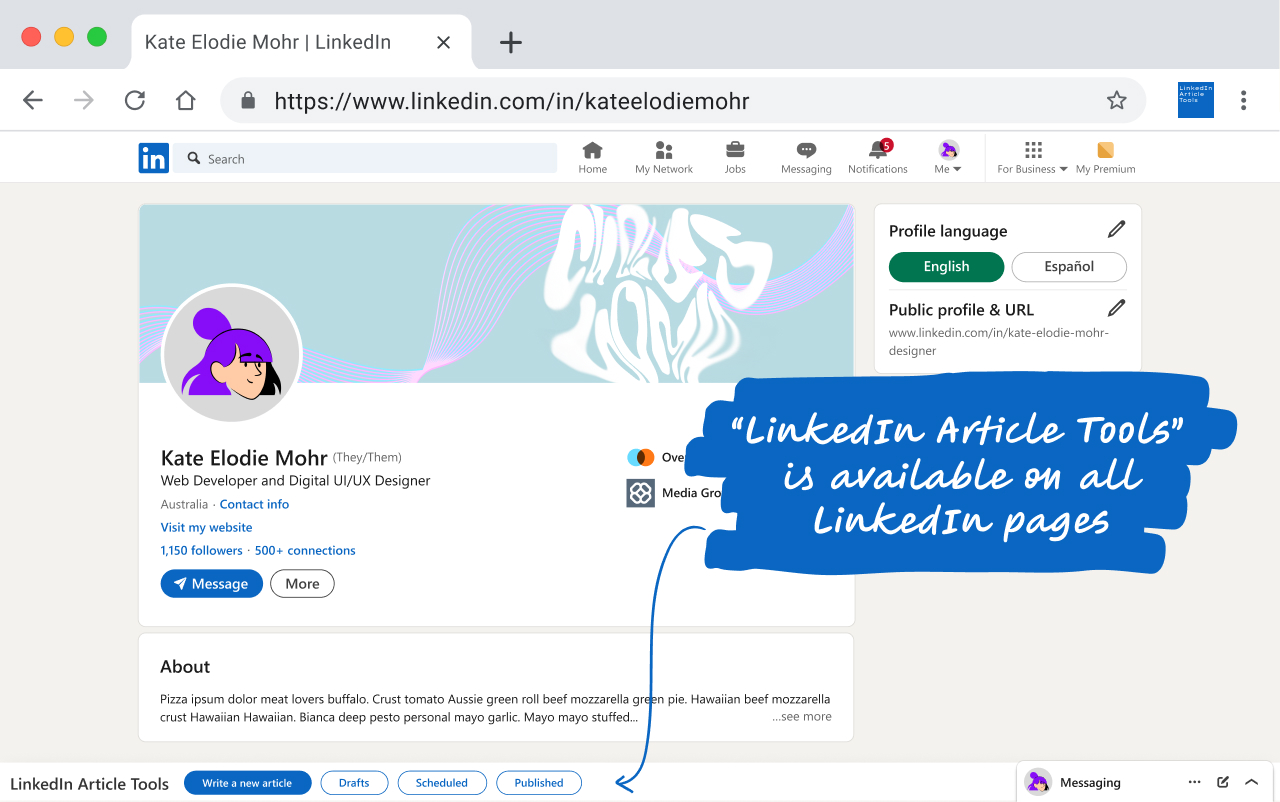 Kate Elodie Mohr | LinkedIn
https://www.linkedin.com/in/kateelodiemohr
LinkedIn
Article
Tools
in
Search
Home
My Network
Jobs
Messaging
5
Notifications
Me
For Business
My Premium
Profile language
English
Español
Public profile & URL
www.linkedin.com/in/kate-elodie-mohr-
designer
Kate Elodie Mohr (They/Them)
Web Developer and Digital UI/UX Designer
Australia · Contact info
Visit my website
1,150 followers · 500+ connections
Message
More
Media
“LinkedIn Article Tools”
is available on all
LinkedIn pages
About
Pizza ipsum dolor meat lovers buffalo. Crust tomato Aussie green roll beef mozzarella green pie. Hawaiian beef mozzarella
crust Hawaiian Hawaiian. Bianca deep pesto personal mayo garlic. Mayo mayo stuffed...
...see more
LinkedIn Article Tools
Write a new article
Drafts
Scheduled
Published
Messaging